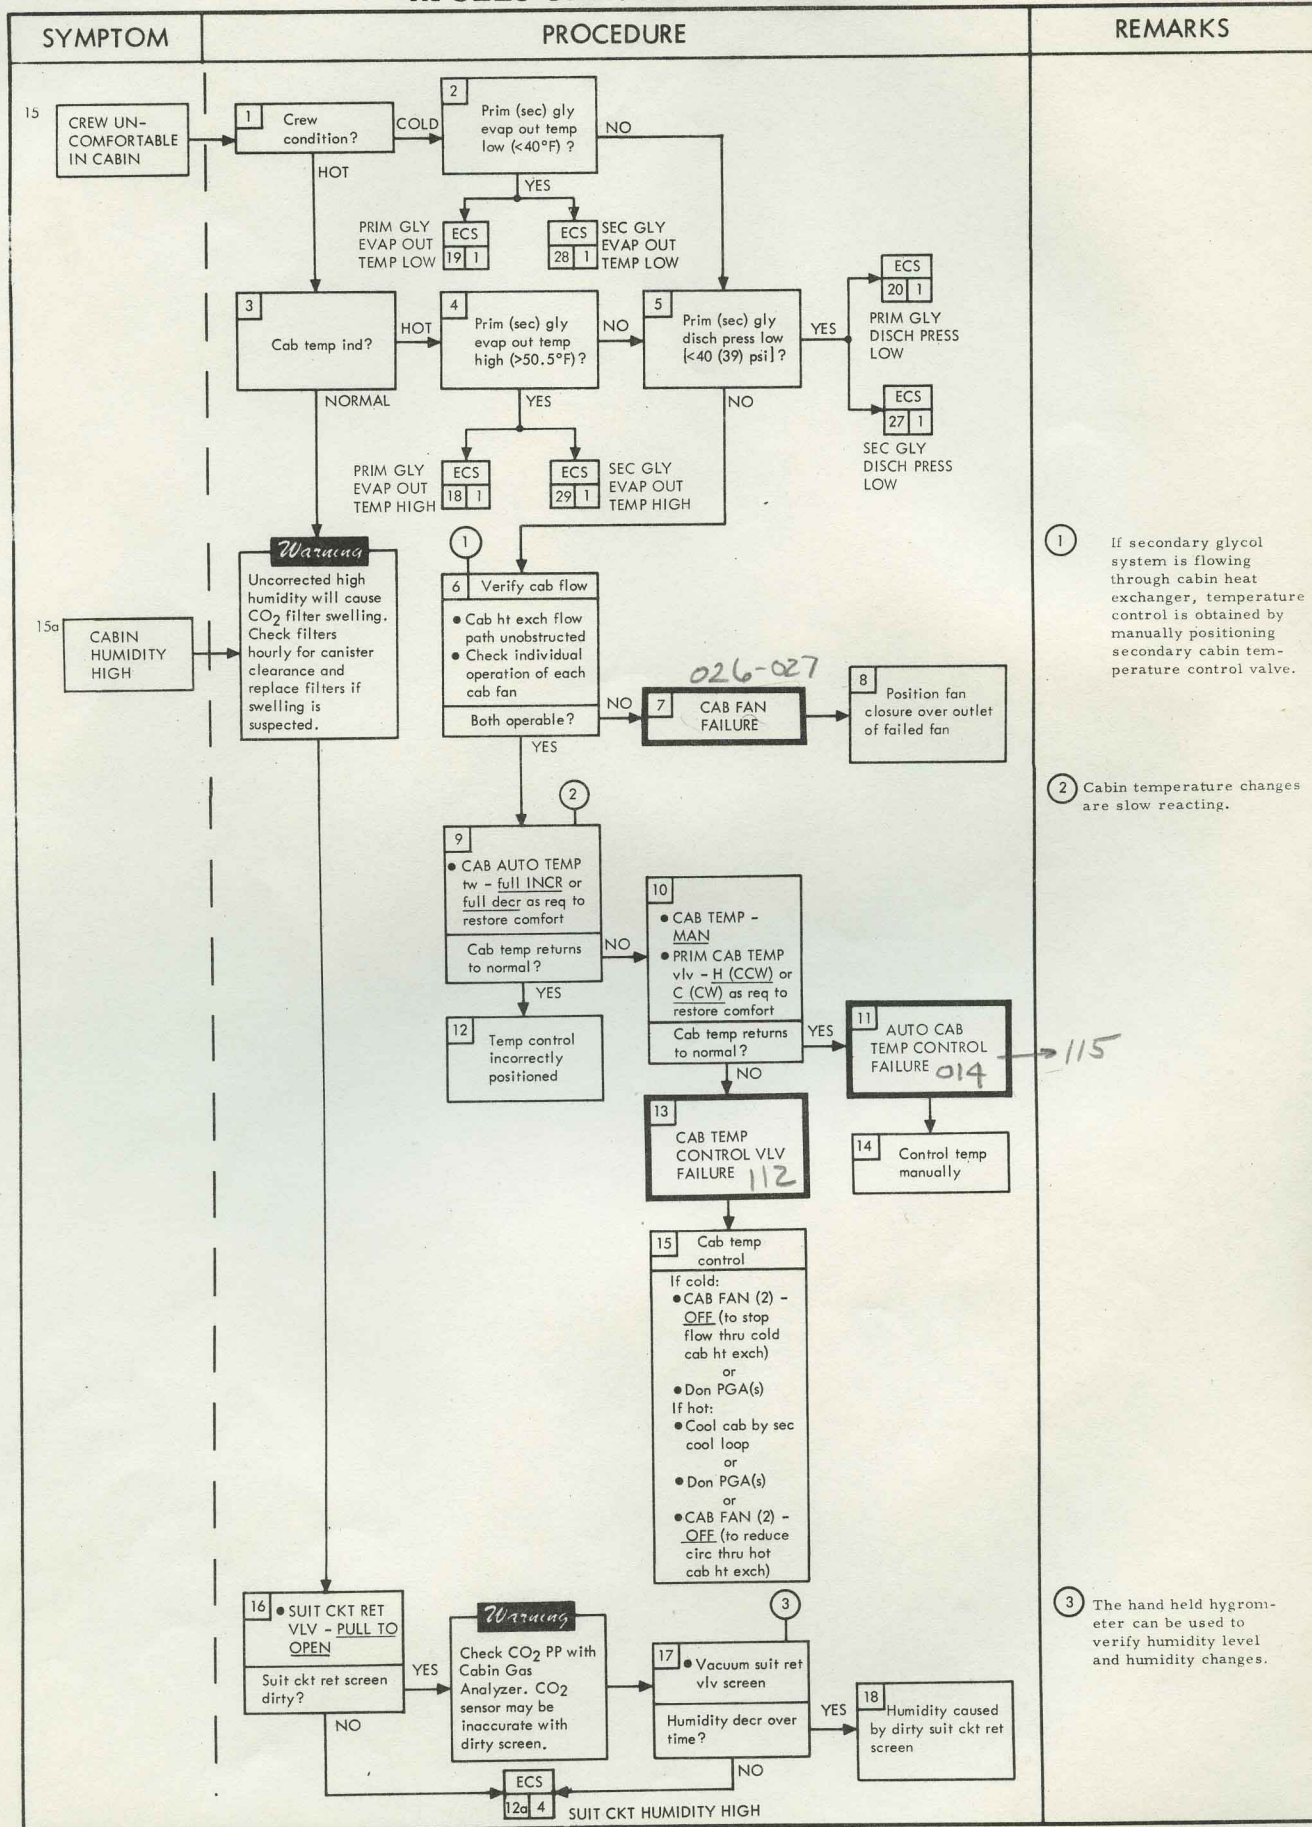 SYMPTOM
PROCEDURE
REMARKS
15
CREW UN-
COMFORTABLE
IN CABIN
1
Crew
condition?
COLD
HOT
2
Prim (sec) gly
evap out temp
low (<40°F) ?
NO
YES
PRIM GLY
EVAP OUT
TEMP LOW
ECS
19 1
ECS
28 1
SEC GLY
EVAP OUT
TEMP LOW
3
Cab temp ind?
HOT
NORMAL
4
Prim (sec) gly
evap out temp
high (>50.5°F) ?
NO
YES
5
Prim (sec) gly
disch press low
[<40 (39) psi] ?
YES
NO
ECS
20 1
PRIM GLY
DISCH PRESS
LOW
ECS
27 1
SEC GLY
DISCH PRESS
LOW
PRIM GLY
EVAP OUT
TEMP HIGH
ECS
18 1
ECS
29 1
SEC GLY
EVAP OUT
TEMP HIGH
15a
CABIN
HUMIDITY
HIGH
Warning
Uncorrected high
humidity will cause
CO2 filter swelling.
Check filters
hourly for canister
clearance and
replace filters if
swelling is
suspected.
1
6
Verify cab flow
• Cab ht exch flow
path unobstructed
• Check individual
operation of each
cab fan
Both operable?
NO
YES
026-027
7
CAB FAN
FAILURE
8
Position fan
closure over outlet
of failed fan
1
If secondary glycol
system is flowing
through cabin heat
exchanger, temperature
control is obtained by
manually positioning
secondary cabin tem-
perature control valve.
2
9
• CAB AUTO TEMP
tw - full INCR or
full decr as req to
restore comfort
Cab temp returns
to normal?
NO
YES
2
Cabin temperature changes
are slow reacting.
10
• CAB TEMP -
MAN
• PRIM CAB TEMP
vlv - H (CCW) or
C (CW) as req to
restore comfort
Cab temp returns
to normal?
YES
NO
11
AUTO CAB
TEMP CONTROL
FAILURE 014
115
12
Temp control
incorrectly
positioned
13
CAB TEMP
CONTROL VLV
FAILURE 112
14
Control temp
manually
15
Cab temp
control
If cold:
• CAB FAN (2) -
OFF (to stop
flow thru cold
cab ht exch)
or
• Don PGA(s)
If hot:
• Cool cab by sec
cool loop
or
• Don PGA(s)
or
• CAB FAN (2) -
OFF (to reduce
circ thru hot
cab ht exch)
16
• SUIT CKT RET
VLV - PULL TO
OPEN
Suit ckt ret screen
dirty?
YES
NO
Warning
Check CO2 PP with
Cabin Gas
Analyzer. CO2
sensor may be
inaccurate with
dirty screen.
3
17
• Vacuum suit ret
vlv screen
Humidity decr over
time?
YES
NO
18
Humidity caused
by dirty suit ckt ret
screen
3
The hand held hygrom-
eter can be used to
verify humidity level
and humidity changes.
ECS
12a 4
SUIT CKT HUMIDITY HIGH